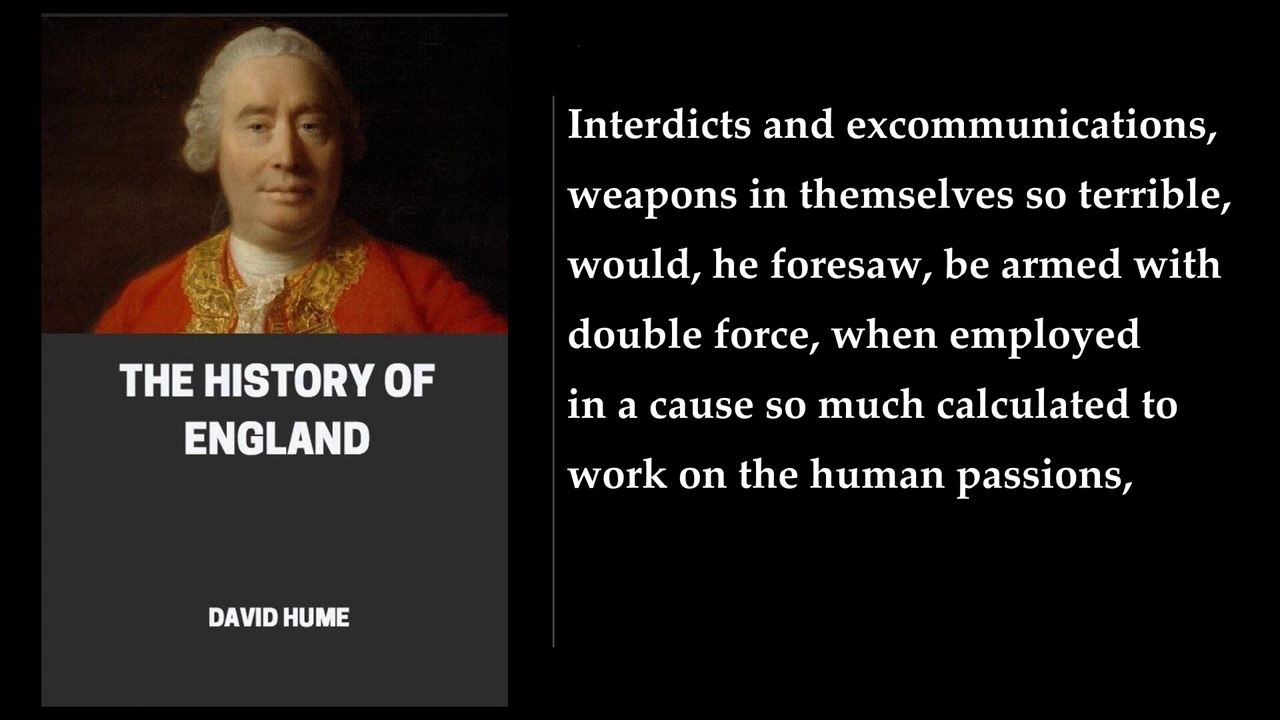 THE HISTORY OF
ENGLAND
DAVID HUME
Interdicts and excommunications,
weapons in themselves so terrible,
would, he foresaw, be armed with
double force, when employed
in a cause so much calculated to
work on the human passions,